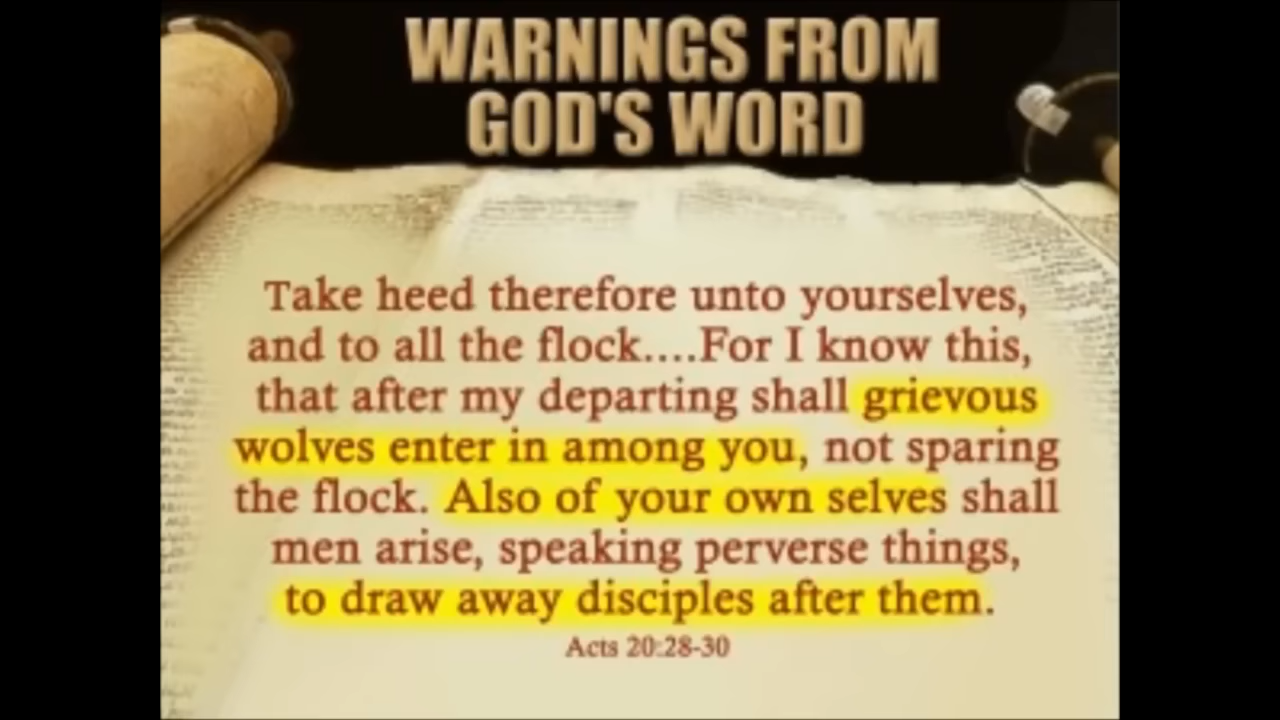 WARNINGS FROM
GOD'S WORD
Take heed therefore unto yourselves,
and to all the flock....For I know this,
that after my departing shall grievous
wolves enter in among you, not sparing
the flock. Also of your own selves shall
men arise, speaking perverse things,
to draw away disciples after them.
Acts 20:28-30